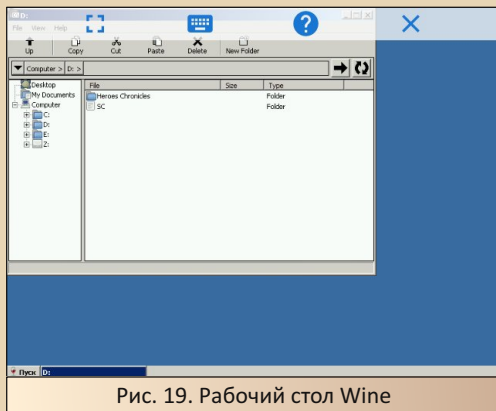 D:
File View Help
Up Copy Cut Paste Delete New Folder
Computer > D: >
Desktop
My Documents
Computer
C:
D:
E:
Z:
File Size Type
Heroes Chronicles Folder
SC Folder
Пуск D:
Рис. 19. Рабочий стол Wine